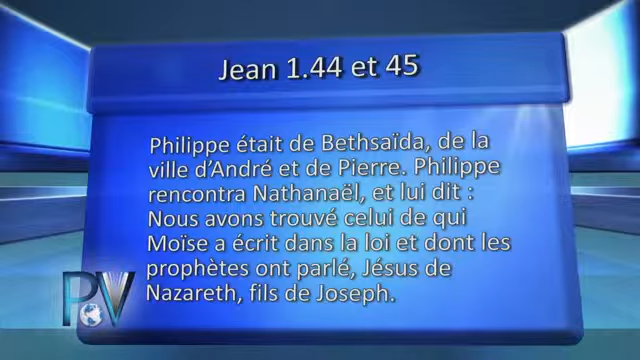 Jean 1.44 et 45
Philippe était de Bethsaïda, de la
ville d'André et de Pierre. Philippe
rencontra Nathanaël, et lui dit :
Nous avons trouvé celui de qui
Moïse a écrit dans la loi et dont les
prophètes ont parlé, Jésus de
Nazareth, fils de Joseph.
PV